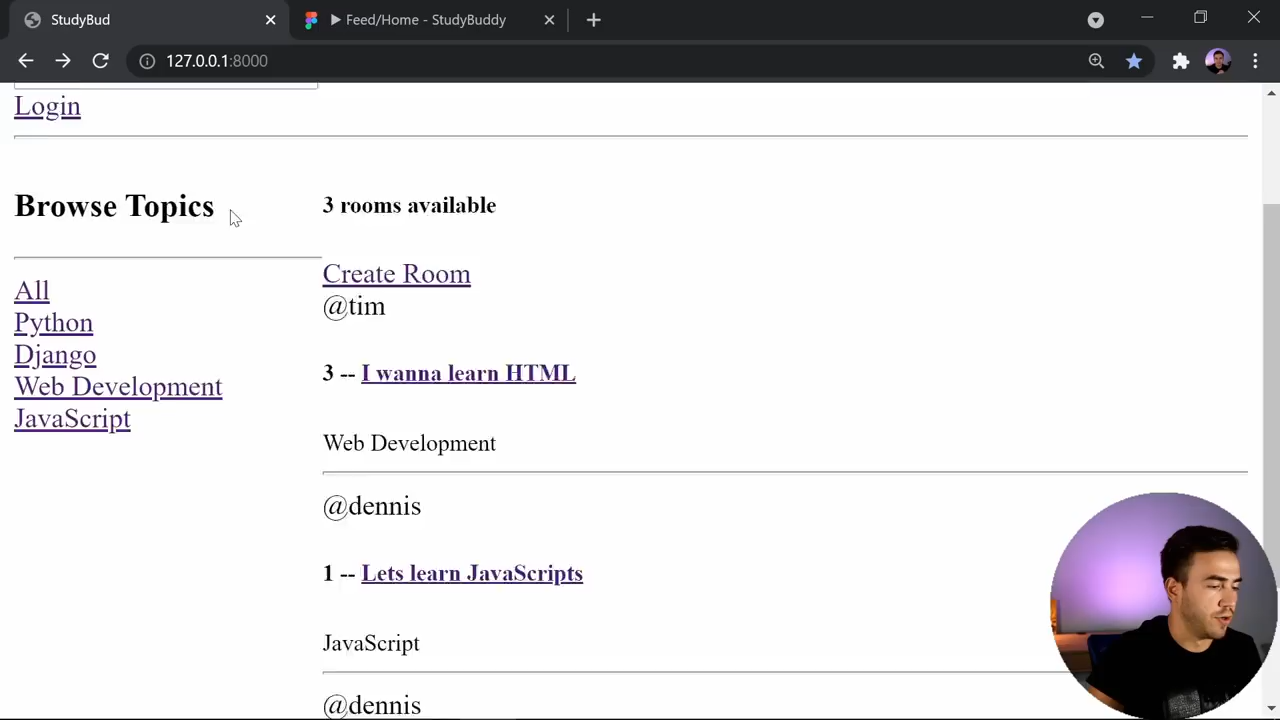 StudyBud
Feed/Home - StudyBuddy
127.0.0.1:8000
Login
Browse Topics
All
Python
Django
Web Development
JavaScript
3 rooms available
Create Room
@tim
3 -- I wanna learn HTML
Web Development
@dennis
1 -- Lets learn JavaScripts
JavaScript
@dennis